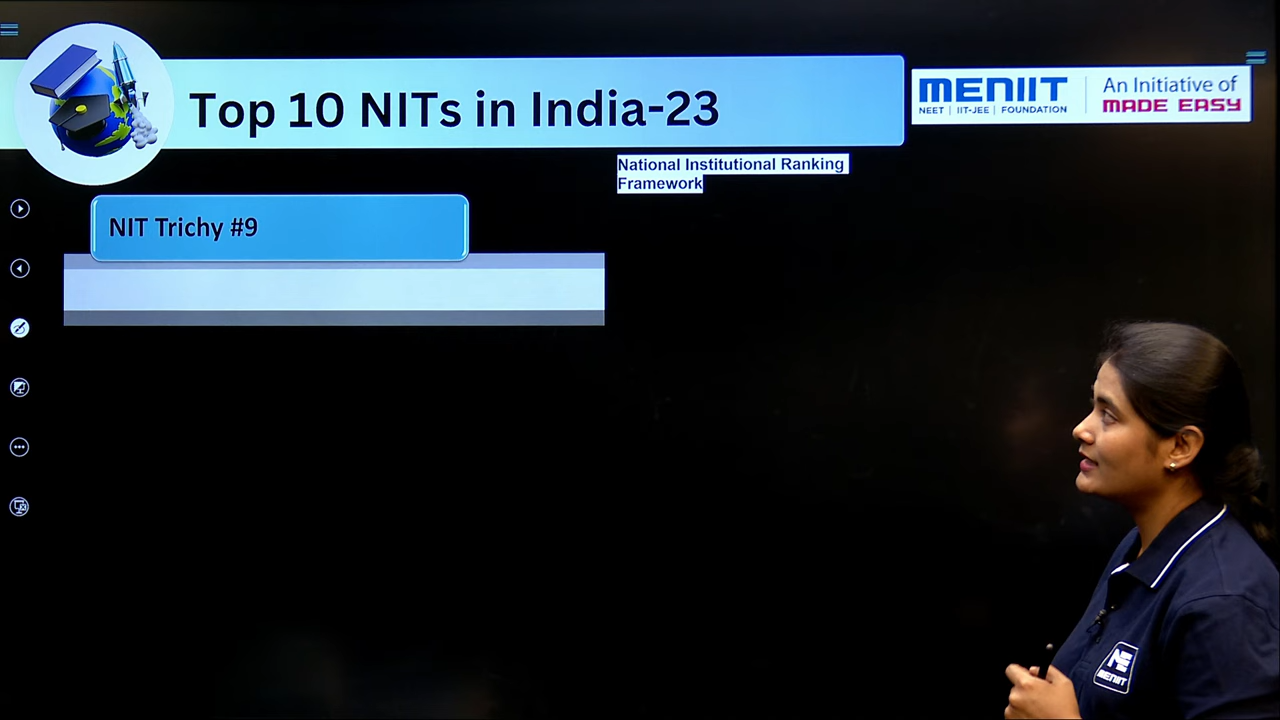 Top 10 NITs in India-23
MENIIT
NEET | IIT-JEE | FOUNDATION
An Initiative of
MADE EASY
National Institutional Ranking
Framework
NIT Trichy #9
MENIIT